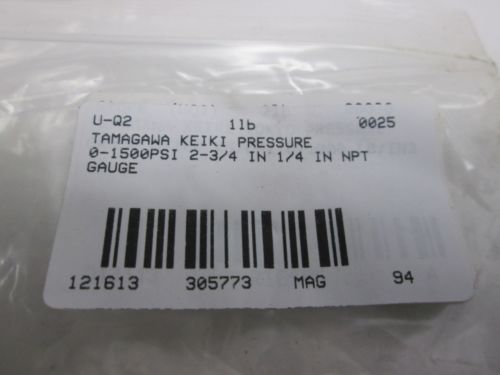 U-Q2 1lb 0025
TAMAGAWA KEIKI PRESSURE
0-1500PSI 2-3/4 IN 1/4 IN NPT
GAUGE
121613 305773 MAG 94